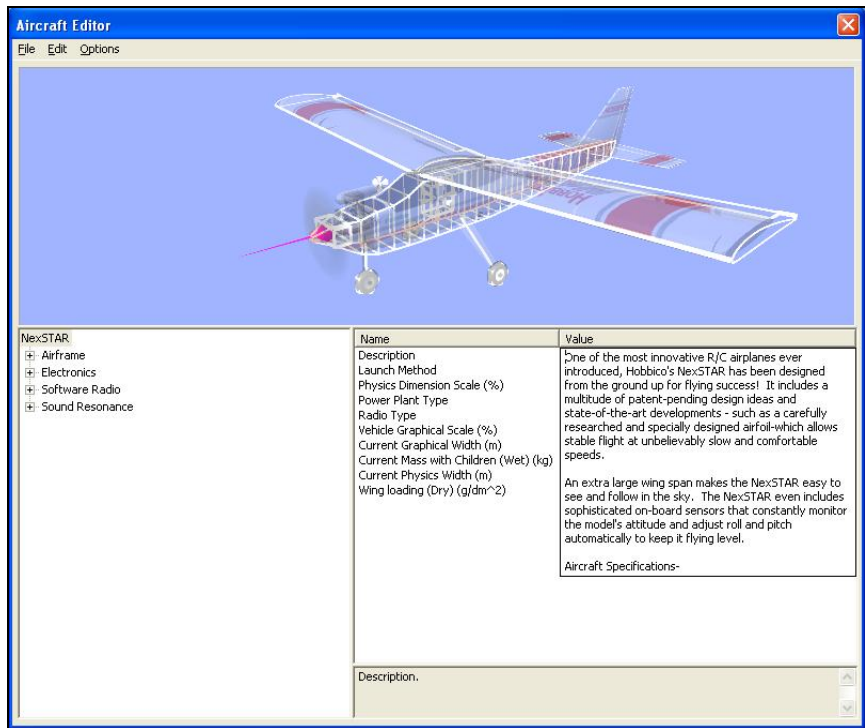 Aircraft Editor
File Edit Options
NexSTAR
Airframe
Electronics
Software Radio
Sound Resonance
Name
Value
Description
Launch Method
Physics Dimension Scale (%)
Power Plant Type
Radio Type
Vehicle Graphical Scale (%)
Current Graphical Width (m)
Current Mass with Children (Wet) (kg)
Current Physics Width (m)
Wing loading (Dry) (g/dm^2)
One of the most innovative R/C airplanes ever
introduced, Hobbico's NexSTAR has been designed
from the ground up for flying success! It includes a
multitude of patent-pending design ideas and
state-of-the-art developments - such as a carefully
researched and specially designed airfoil-which allows
stable flight at unbelievably slow and comfortable
speeds.
An extra large wing span makes the NexSTAR easy to
see and follow in the sky. The NexSTAR even includes
sophisticated on-board sensors that constantly monitor
the model's attitude and adjust roll and pitch
automatically to keep it flying level.
Aircraft Specifications-
Description.